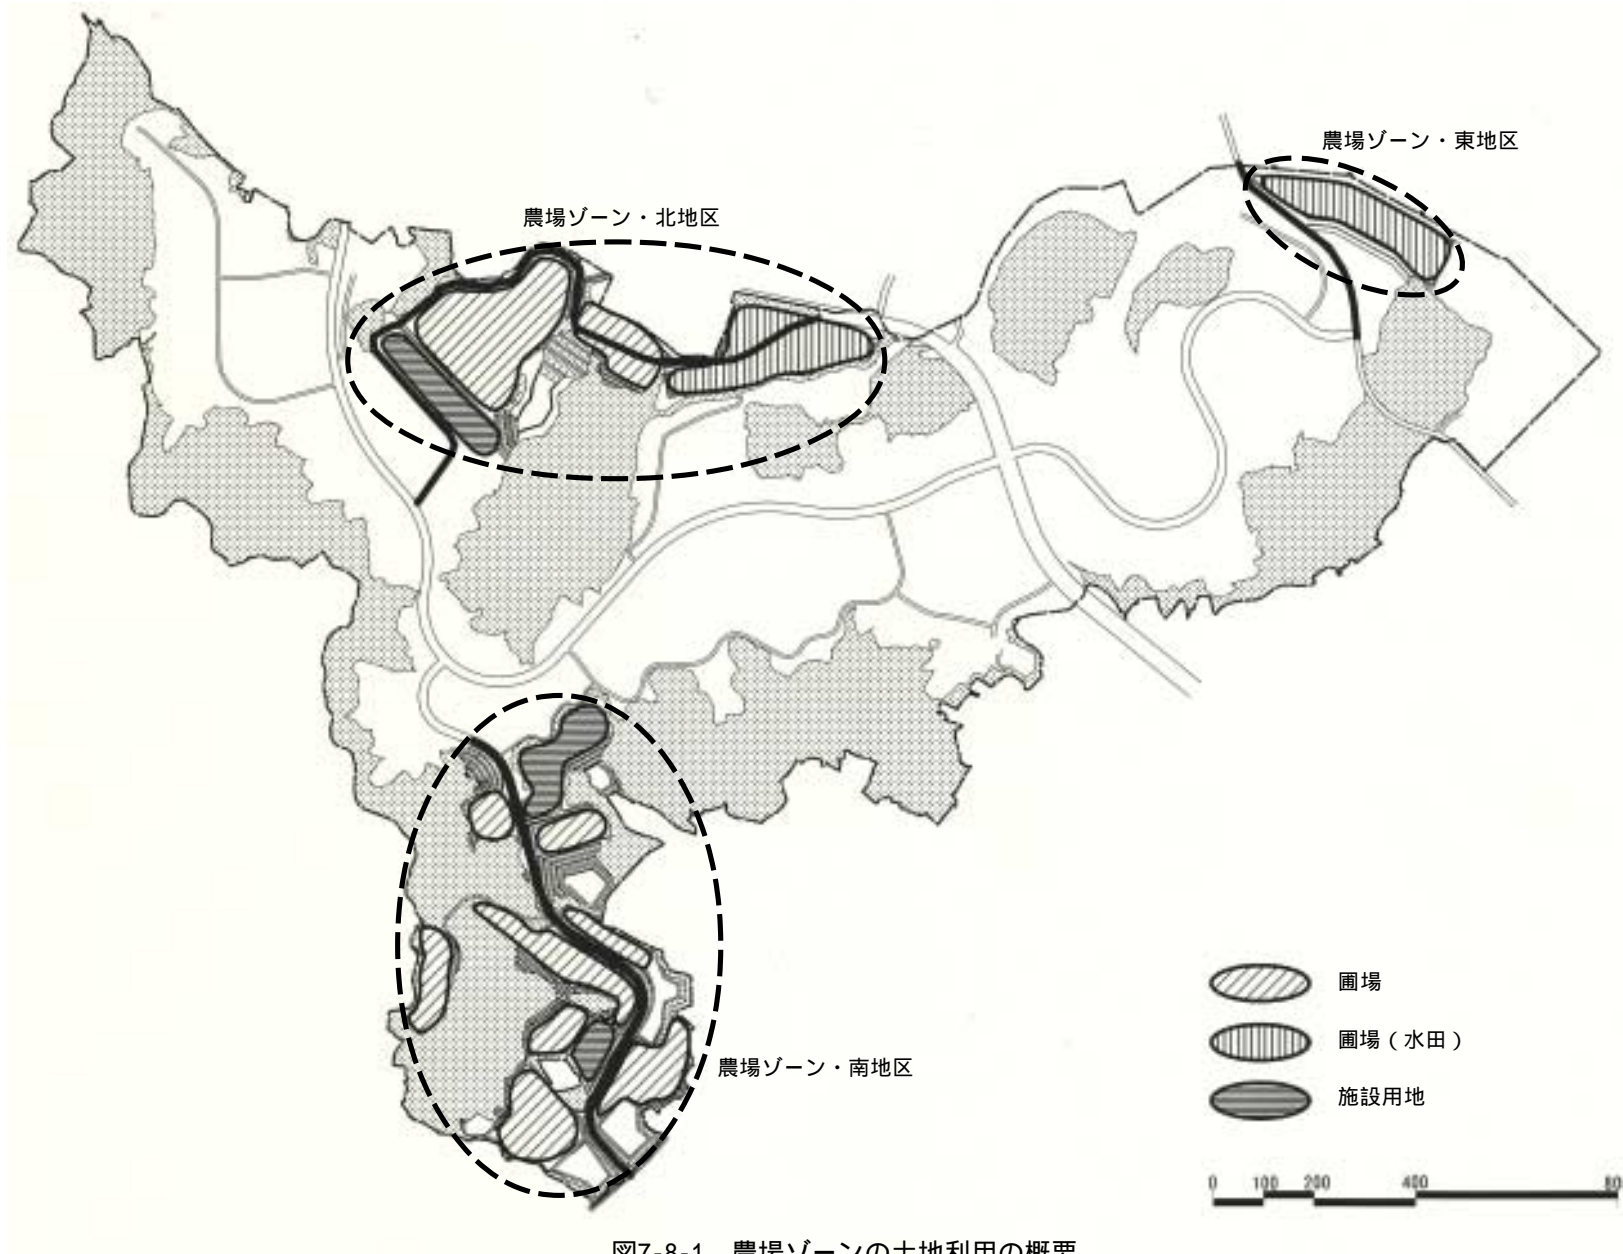 農場ゾーン・東地区
農場ゾーン・北地区
農場ゾーン・南地区
圃場
圃場(水田)
施設用地
0 100 200 400 80
図7-8-1 農場ゾーンの土地利用の概要